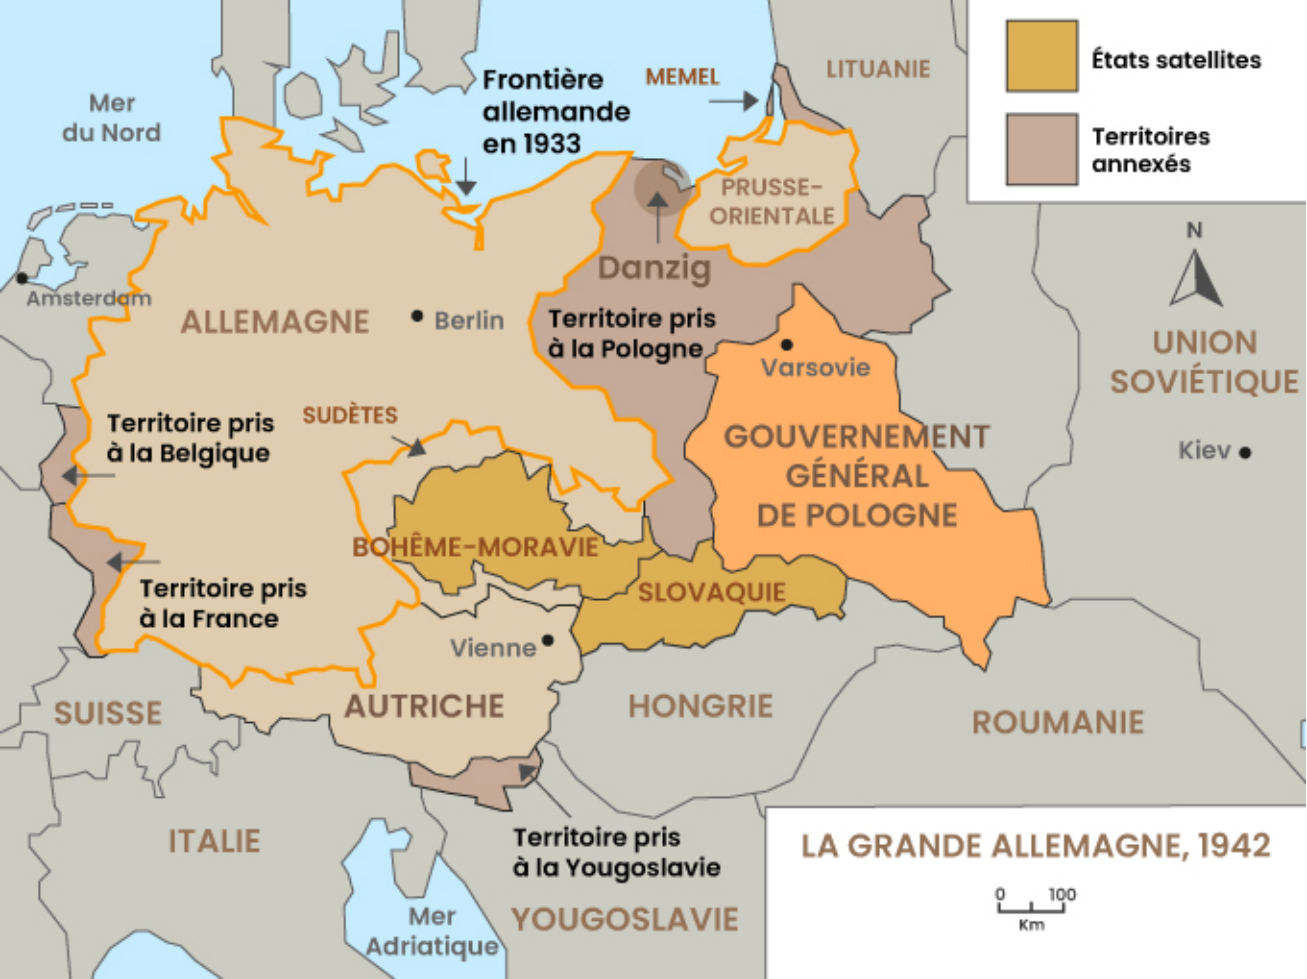 Mer
du Nord
Frontière
allemande
en 1933
MEMEL
LITUANIE
États satellites
Territoires
annexés
PRUSSE-
ORIENTALE
N
Amsterdam
ALLEMAGNE
Berlin
Danzig
Territoire pris
à la Pologne
Varsovie
UNION
SOVIÉTIQUE
Kiev
Territoire pris
à la Belgique
SUDÈTES
GOUVERNEMENT
GÉNÉRAL
DE POLOGNE
BOHÊME-MORAVIE
SLOVAQUIE
Territoire pris
à la France
Vienne
SUISSE
AUTRICHE
HONGRIE
ROUMANIE
ITALIE
Territoire pris
à la Yougoslavie
Mer
Adriatique
YOUGOSLAVIE
LA GRANDE ALLEMAGNE, 1942
0 100
Km